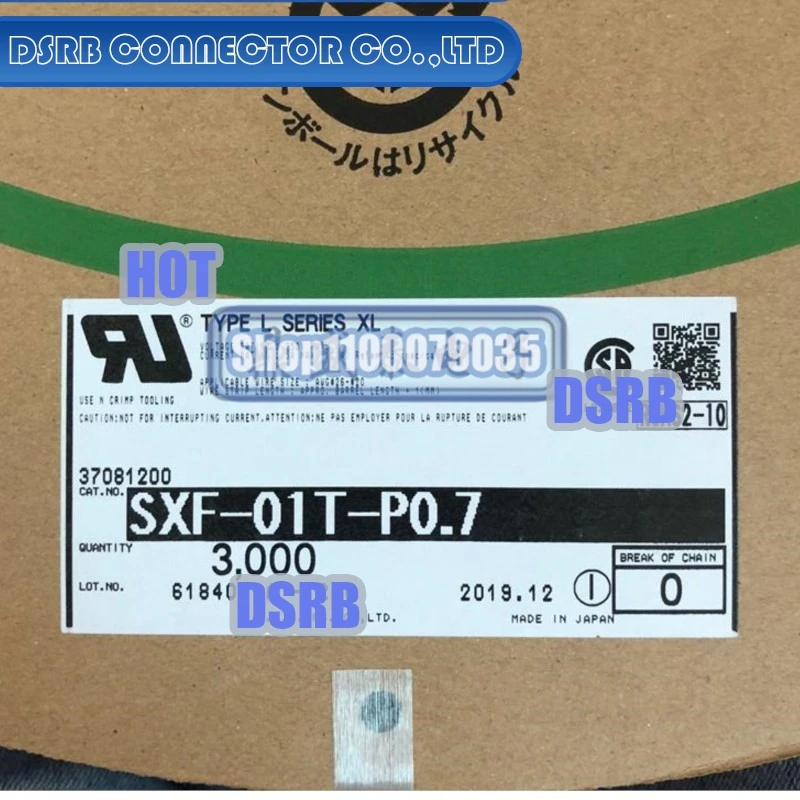 DSRB CONNECTOR CO.,LTD
ンボールはリサイクル
HOT
® TYPE L SERIES XL
Shop1100079035
USE N CRIMP TOOLING
CAUTION:NOT FOR INTERRUPTING CURRENT.ATTENTION:NE PAS EMPLOYER POUR LA RUPTURE DE COURANT
DSRB
2-10
37081200
CAT.NO. SXF-01T-P0.7
QUANTITY 3.000
BREAK OF CHAIN
0
LOT.NO. 6184
2019.12
DSRB
LTD.
MADE IN JAPAN